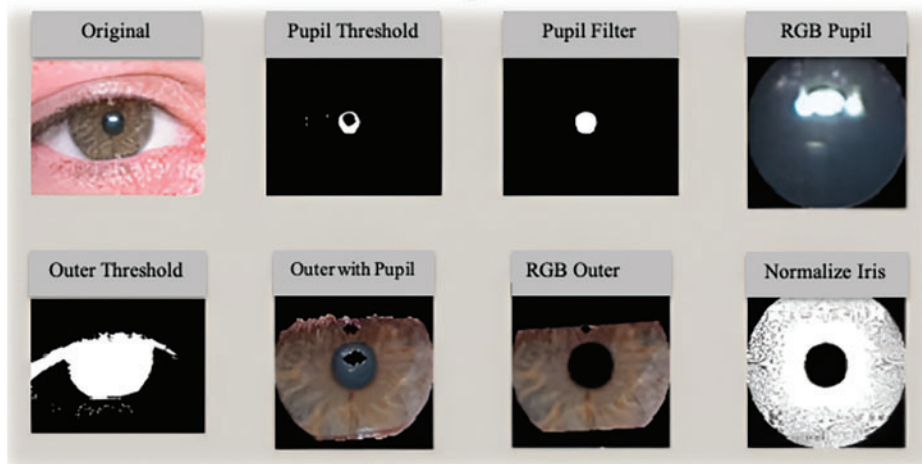 Original
Pupil Threshold
Pupil Filter
RGB Pupil
Outer Threshold
Outer with Pupil
RGB Outer
Normalize Iris